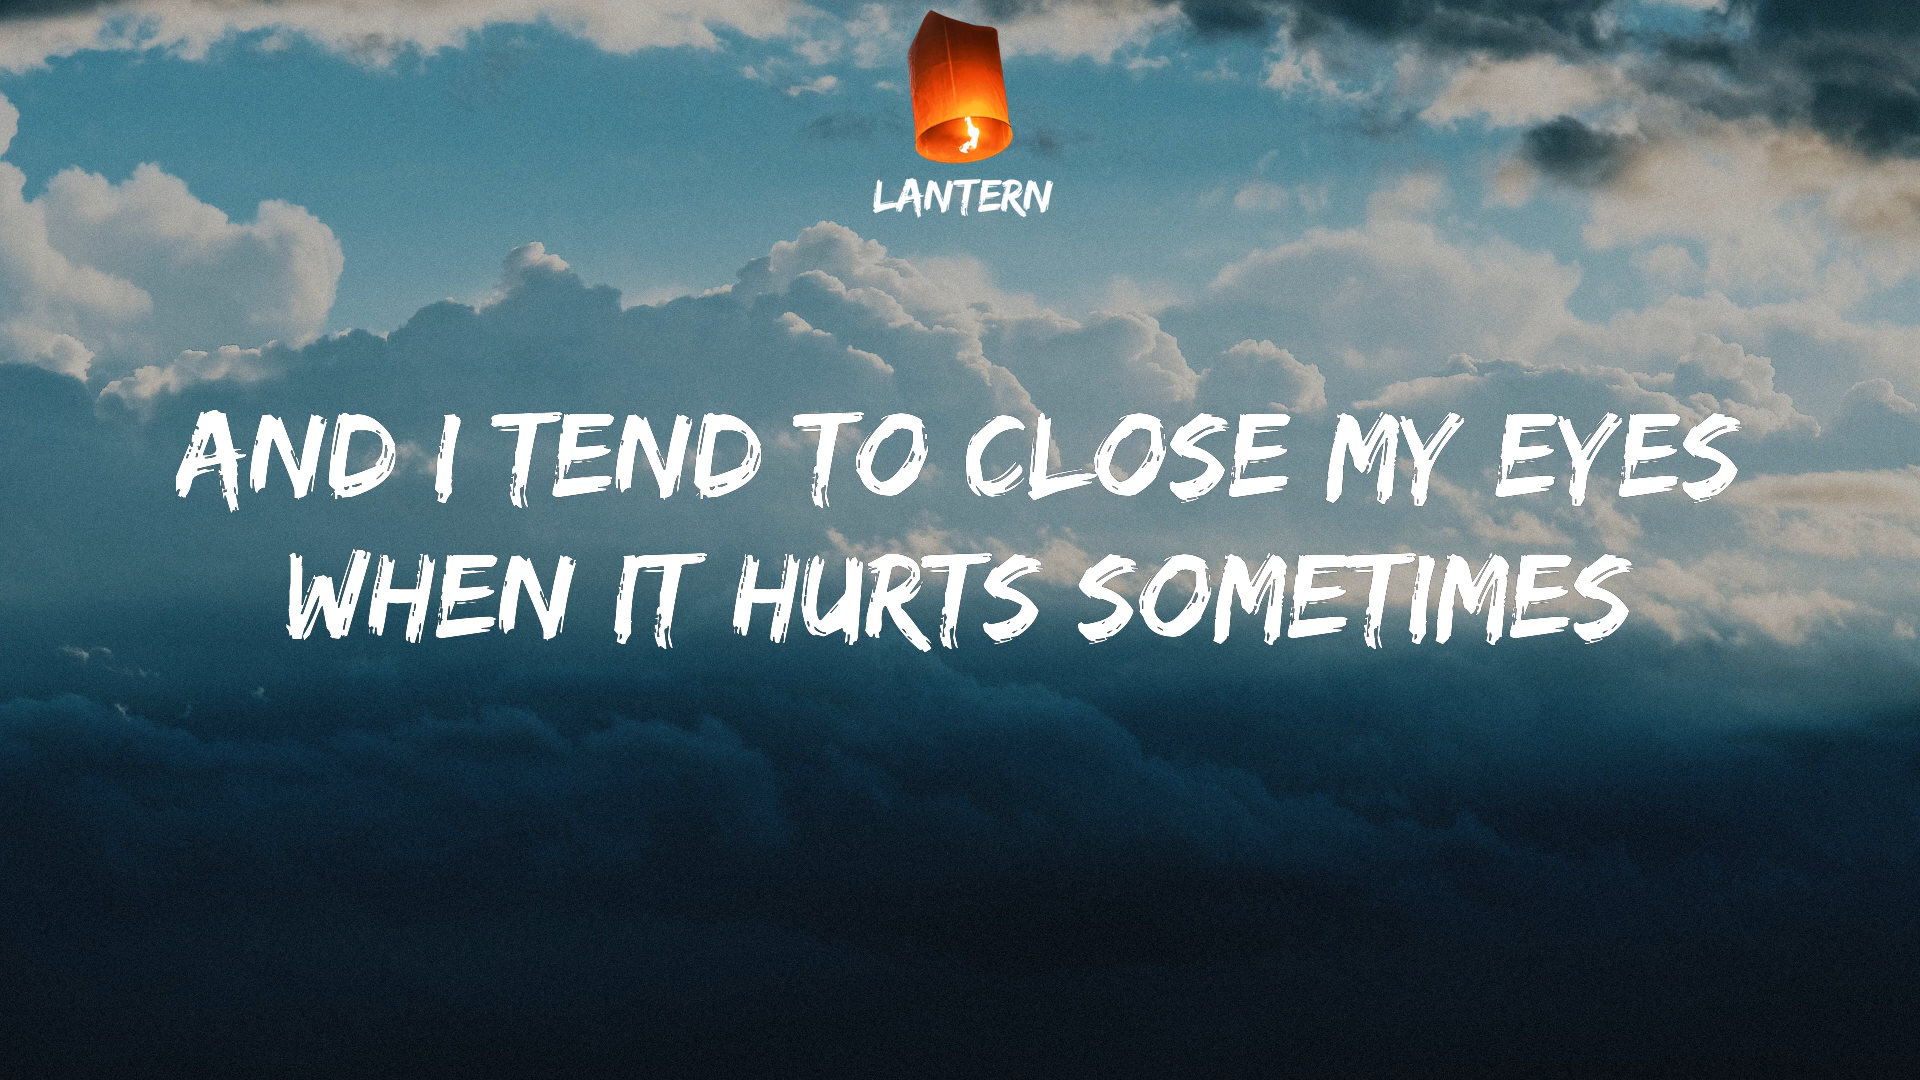 LANTERN
AND I TEND TO CLOSE MY EYES
WHEN IT HURTS SOMETIMES